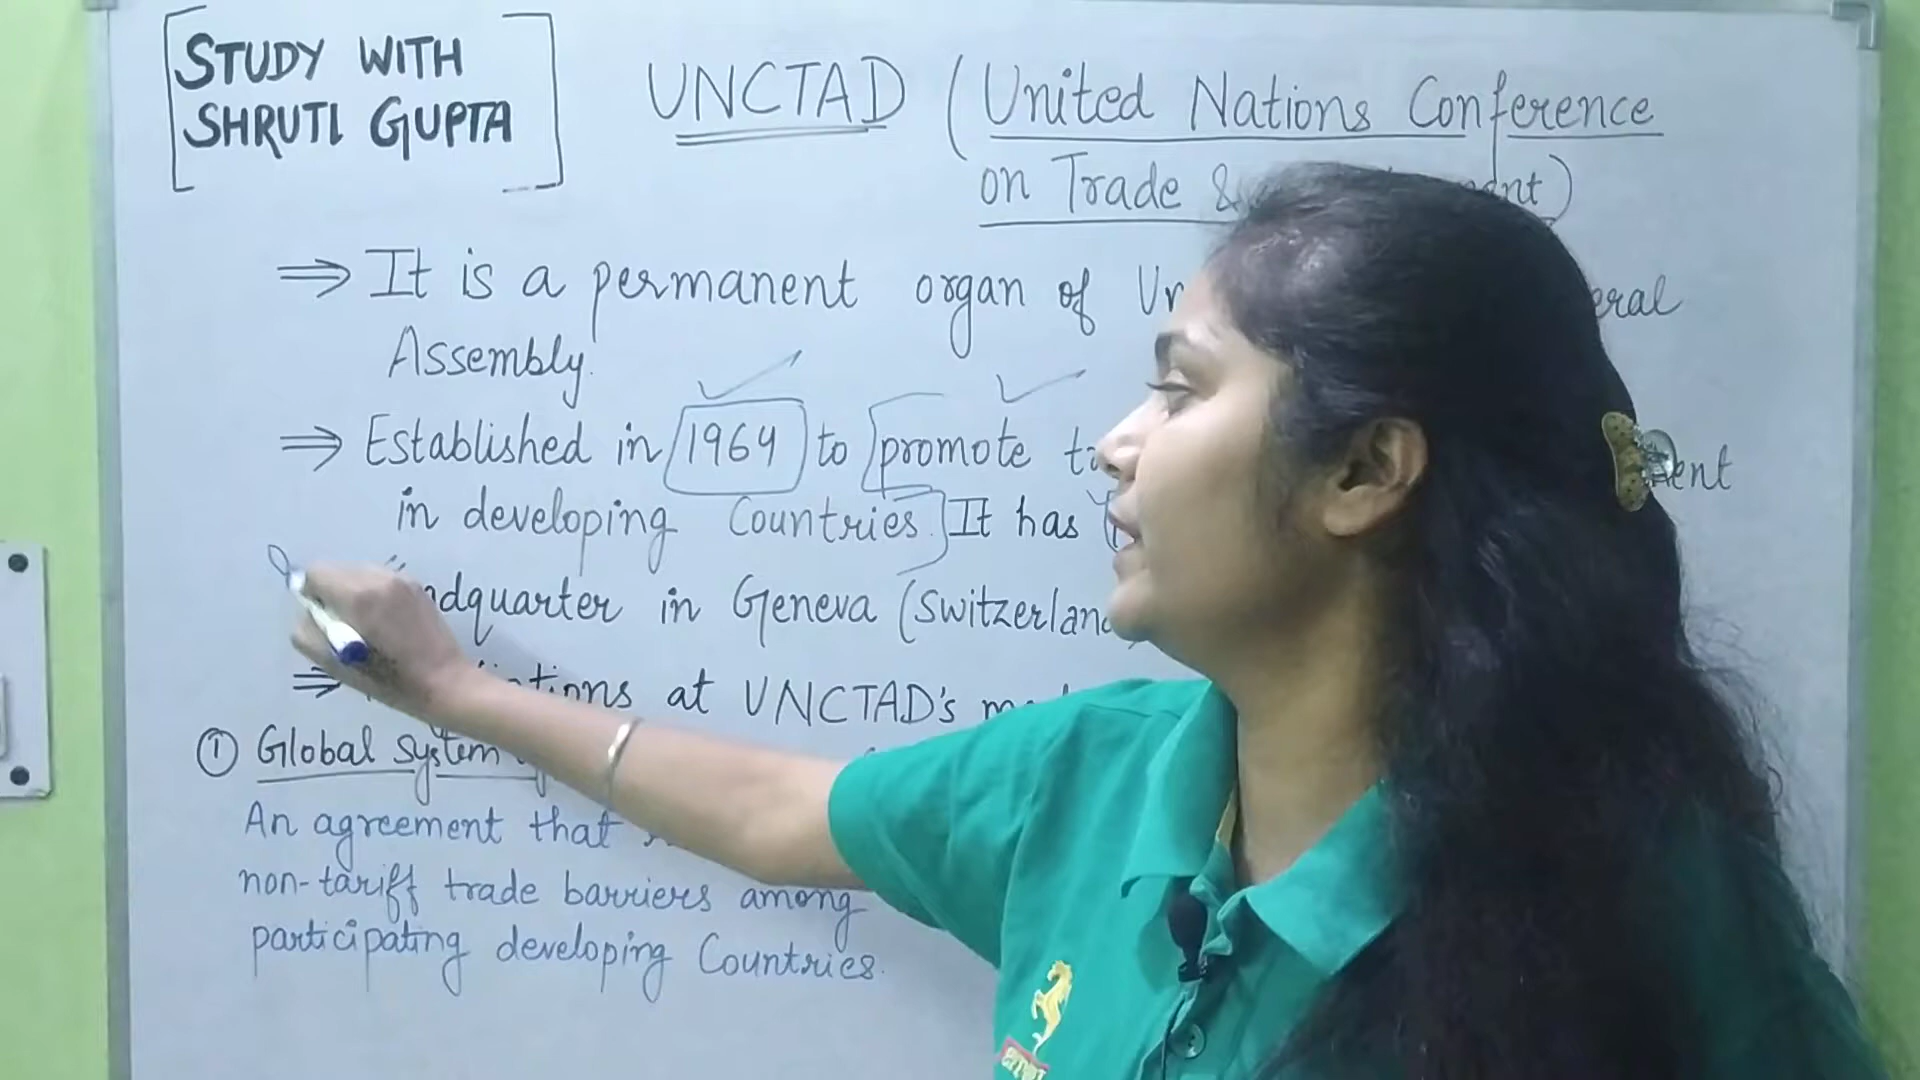 STUDY WITH
SHRUTI GUPTA
UNCTAD (United Nations Conference
on Trade &
⇒ It is a permanent organ of
Assembly.
⇒ Established in 1964 to promote
in developing Countries. It has
in Geneva (Switzerland
⇒ at UNCTAD's
① Global system
An agreement that
non-tariff trade barriers among
participating developing Countries.